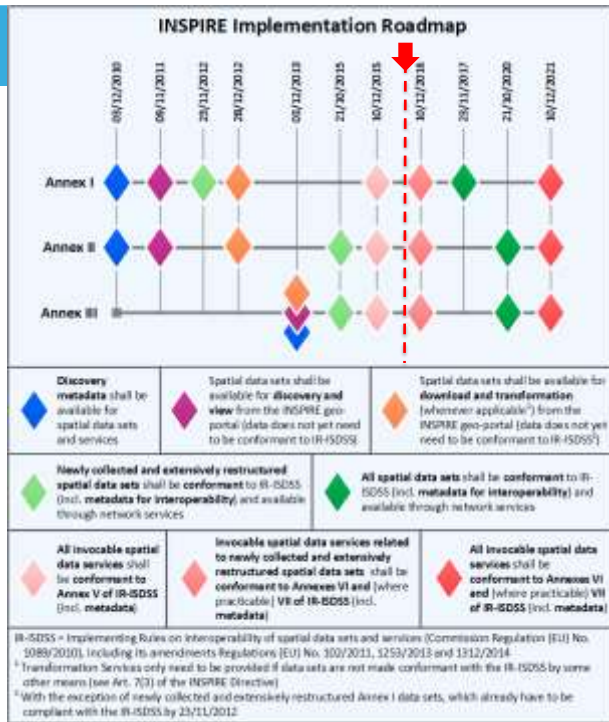 INSPIRE Implementation Roadmap
03/12/2010 09/11/2011 23/11/2012 28/12/2012 03/12/2013 21/10/2015 10/12/2015 10/12/2016 23/11/2017 21/10/2020 10/12/2021
Annex I
Annex II
Annex III
Discovery
metadata shall be
available for
spatial data sets
and services
Spatial data sets shall be
available for discovery and
view from the INSPIRE geo-
portal (data does not yet need
to be conformant to IR-ISDSS)
Spatial data sets shall be available for
download and transformation
(whenever applicable¹) from the
INSPIRE geo-portal (data does not yet
need to be conformant to IR-ISDSS²)
Newly collected and extensively restructured
spatial data sets shall be conformant to IR-ISDSS
(incl. metadata for interoperability) and available
through network services
All spatial data sets shall be conformant to IR-
ISDSS (incl. metadata for interoperability) and
available through network services
All invocable spatial
data services shall
be conformant to
Annex V of IR-ISDSS
(incl. metadata)
Invocable spatial data services related
to newly collected and extensively
restructured spatial data sets shall be
conformant to Annexes VI and (where
practicable) VII of IR-ISDSS (incl.
metadata)
All invocable spatial data
services shall be
conformant to Annexes VI
and (where practicable) VII
of IR-ISDSS (incl. metadata)
IR-ISDSS = Implementing Rules on interoperability of spatial data sets and services (Commission Regulation (EU) No.
1089/2010), including its amendments Regulations (EU) No. 102/2011, 1253/2013 and 1312/2014
¹ Transformation Services only need to be provided if data sets are not made conformant with the IR-ISDSS by some
other means (see Art. 7(3) of the INSPIRE Directive)
² With the exception of newly collected and extensively restructured Annex I data sets, which already have to be
compliant with the IR-ISDSS by 23/11/2012